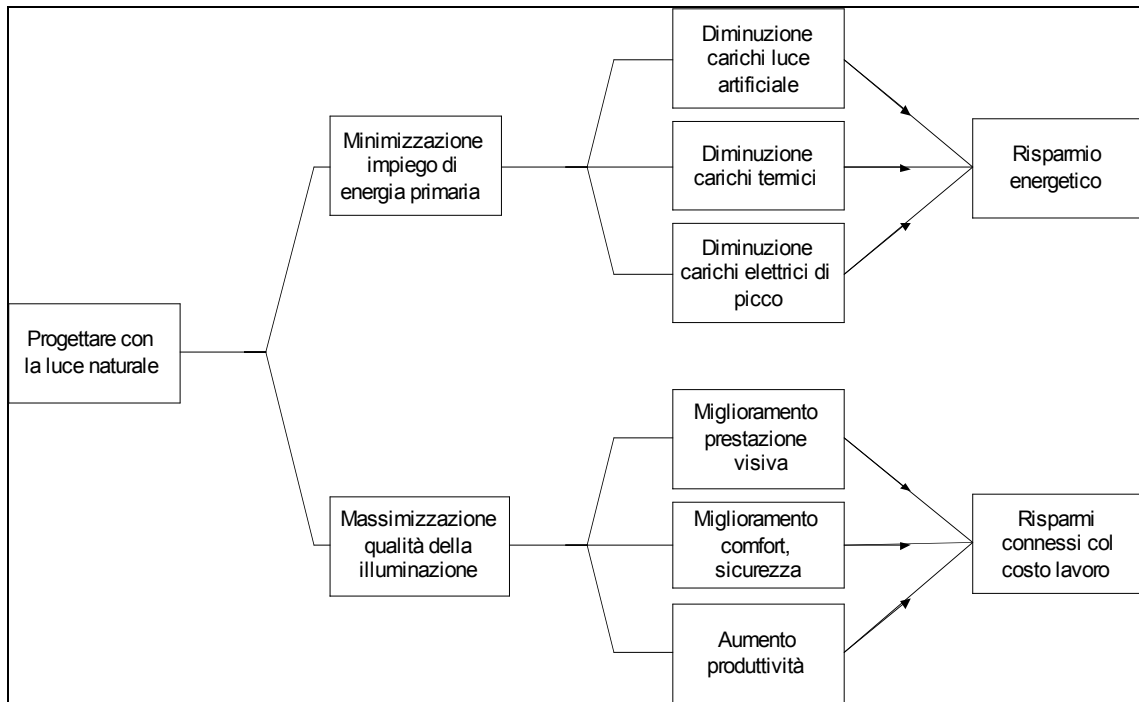 Progettare con
la luce naturale
Minimizzazione
impiego di
energia primaria
Diminuzione
carichi luce
artificiale
Diminuzione
carichi termici
Diminuzione
carichi elettrici di
picco
Risparmio
energetico
Massimizzazione
qualità della
illuminazione
Miglioramento
prestazione
visiva
Miglioramento
comfort,
sicurezza
Aumento
produttività
Risparmi
connessi col
costo lavoro